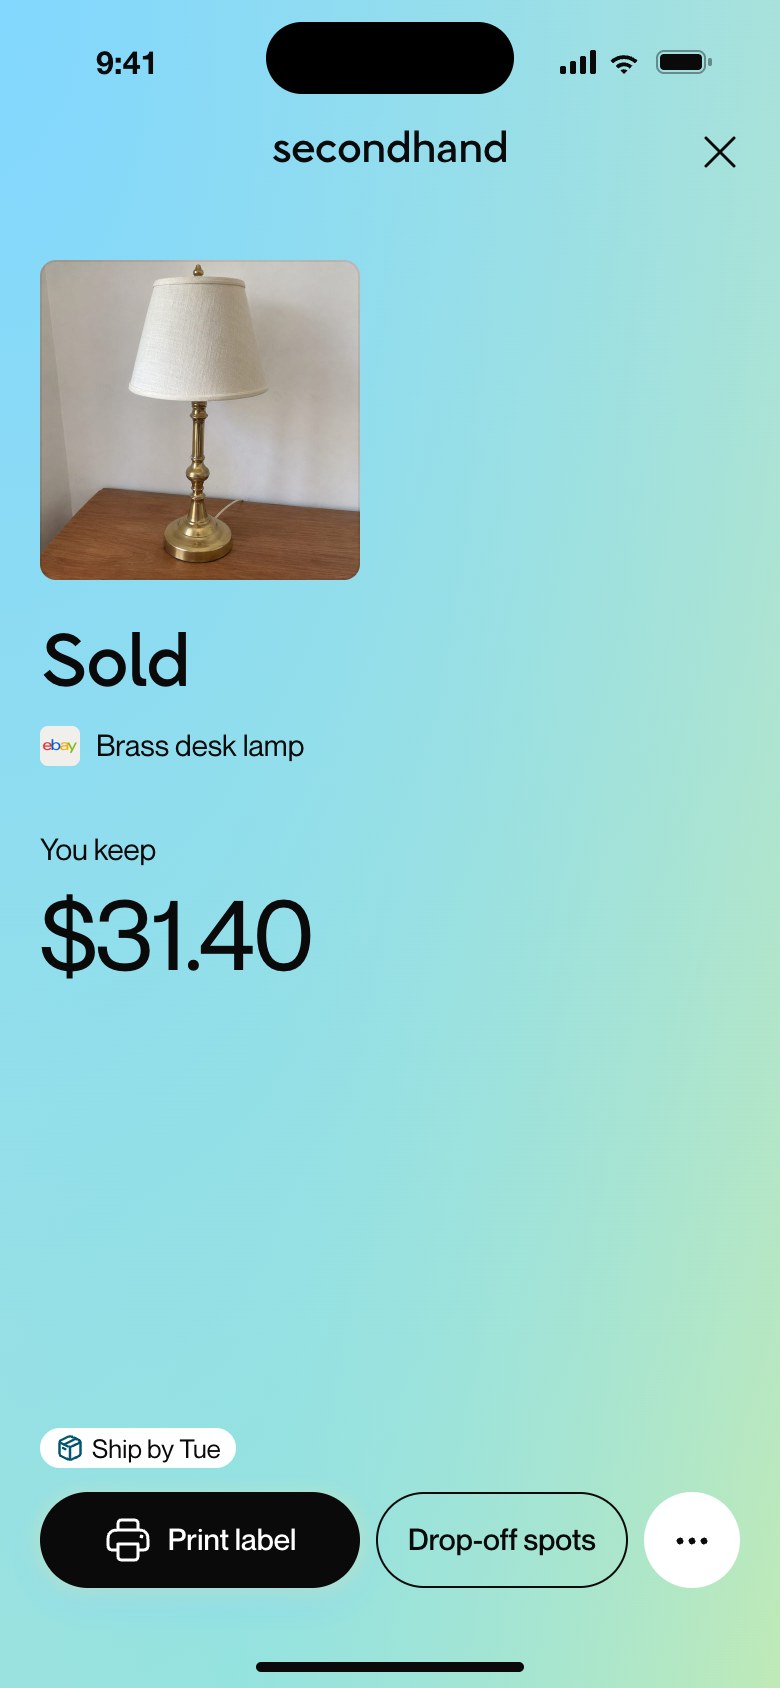 9:41
secondhand
Sold
ebay
Brass desk lamp
You keep
$31.40
Ship by Tue
Print label
Drop-off spots